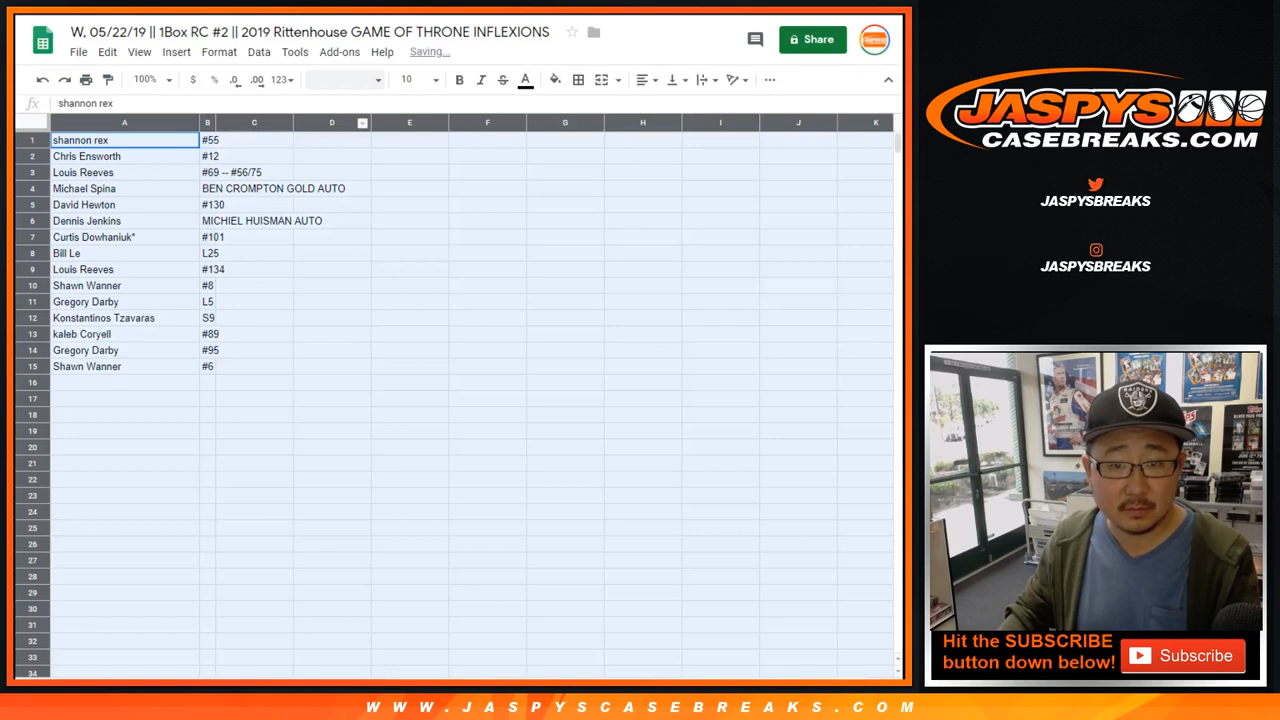 W, 05/22/19 || 1Box RC #2 || 2019 Rittenhouse GAME OF THRONE INFLEXIONS
File Edit View Insert Format Data Tools Add-ons Help Saving...
Share
100% $ % .0 .00 123 10 B I S A
fx shannon rex
A B C D E F G H I J K
1 shannon rex #55
2 Chris Ensworth #12
3 Louis Reeves #69 -- #56/75
4 Michael Spina BEN CROMPTON GOLD AUTO
5 David Hewton #130
6 Dennis Jenkins MICHIEL HUISMAN AUTO
7 Curtis Dowhaniuk* #101
8 Bill Le L25
9 Louis Reeves #134
10 Shawn Wanner #8
11 Gregory Darby L5
12 Konstantinos Tzavaras S9
13 kaleb Coryell #89
14 Gregory Darby #95
15 Shawn Wanner #6
16
17
18
19
20
21
22
23
24
25
26
27
28
29
30
31
32
33
34
JASPYS
CASEBREAKS.COM
JASPYSBREAKS
JASPYSBREAKS
RAIDERS
Hit the SUBSCRIBE
button down below!
Subscribe
WWW.JASPYSCASEBREAKS.COM